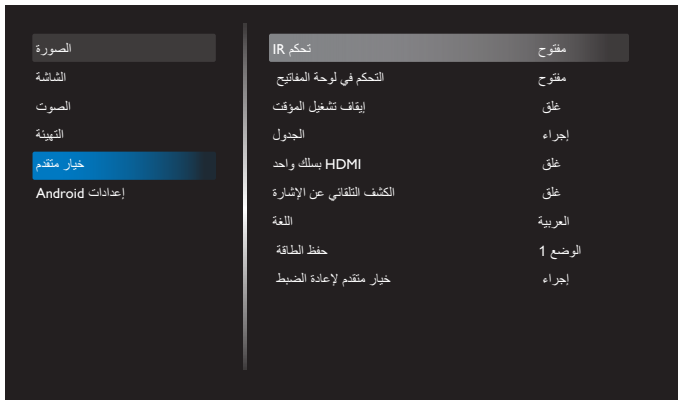 الصورة
الشاشة
الصوت
التهيئة
خيار متقدم
إعدادات Android
تحكم IR مفتوح
التحكم في لوحة المفاتيح مفتوح
إيقاف تشغيل المؤقت غلق
الجدول إجراء
HDMI بسلك واحد غلق
الكشف التلقائي عن الإشارة غلق
اللغة العربية
حفظ الطاقة الوضع 1
خيار متقدم لإعادة الضبط إجراء